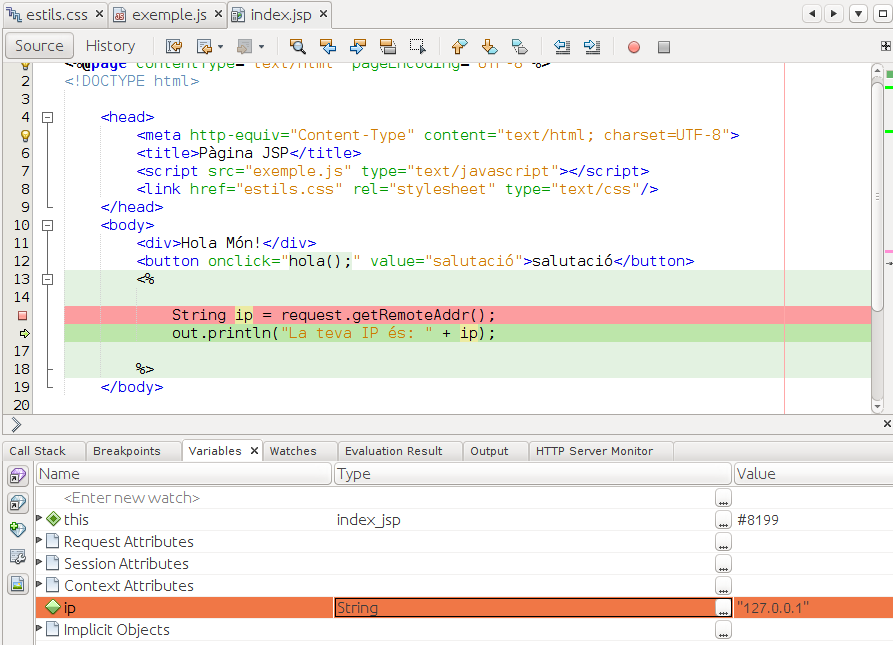 estils.css exemple.js index.jsp
Source History
<%@page contentType="text/html" pageEncoding="UTF-8"%>
2 <!DOCTYPE html>
3
4 <head>
<meta http-equiv="Content-Type" content="text/html; charset=UTF-8">
6 <title>Pàgina JSP</title>
7 <script src="exemple.js" type="text/javascript"></script>
8 <link href="estils.css" rel="stylesheet" type="text/css"/>
9 </head>
10 <body>
11 <div>Hola Món!</div>
12 <button onclick="hola();" value="salutació">salutació</button>
13 <%
14
String ip = request.getRemoteAddr();
out.println("La teva IP és: " + ip);
17
18 %>
19 </body>
20
Call Stack Breakpoints Variables Watches Evaluation Result Output HTTP Server Monitor
Name Type Value
<Enter new watch> ...
this index_jsp ... #8199
Request Attributes ...
Session Attributes ...
Context Attributes ...
ip String ... "127.0.0.1"
Implicit Objects ...